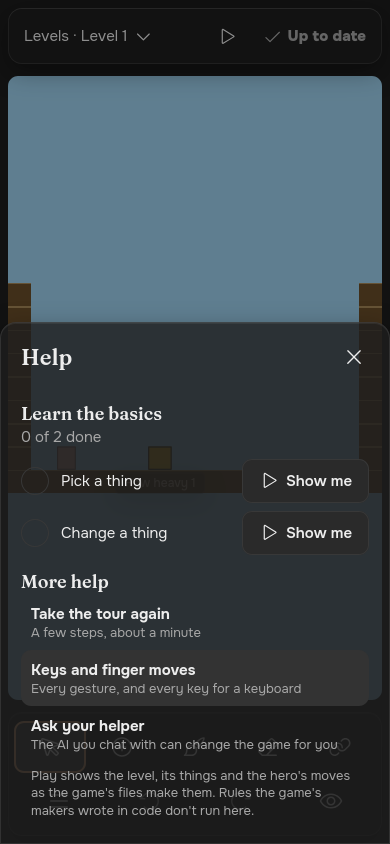 Levels · Level 1
Up to date
Help
Learn the basics
0 of 2 done
Pick a thing
Show me
Change a thing
Show me
More help
Take the tour again
A few steps, about a minute
Keys and finger moves
Every gesture, and every key for a keyboard
Ask your helper
The AI you chat with can change the game for you
Play shows the level, its things and the hero's moves
as the game's files make them. Rules the game's
makers wrote in code don't run here.